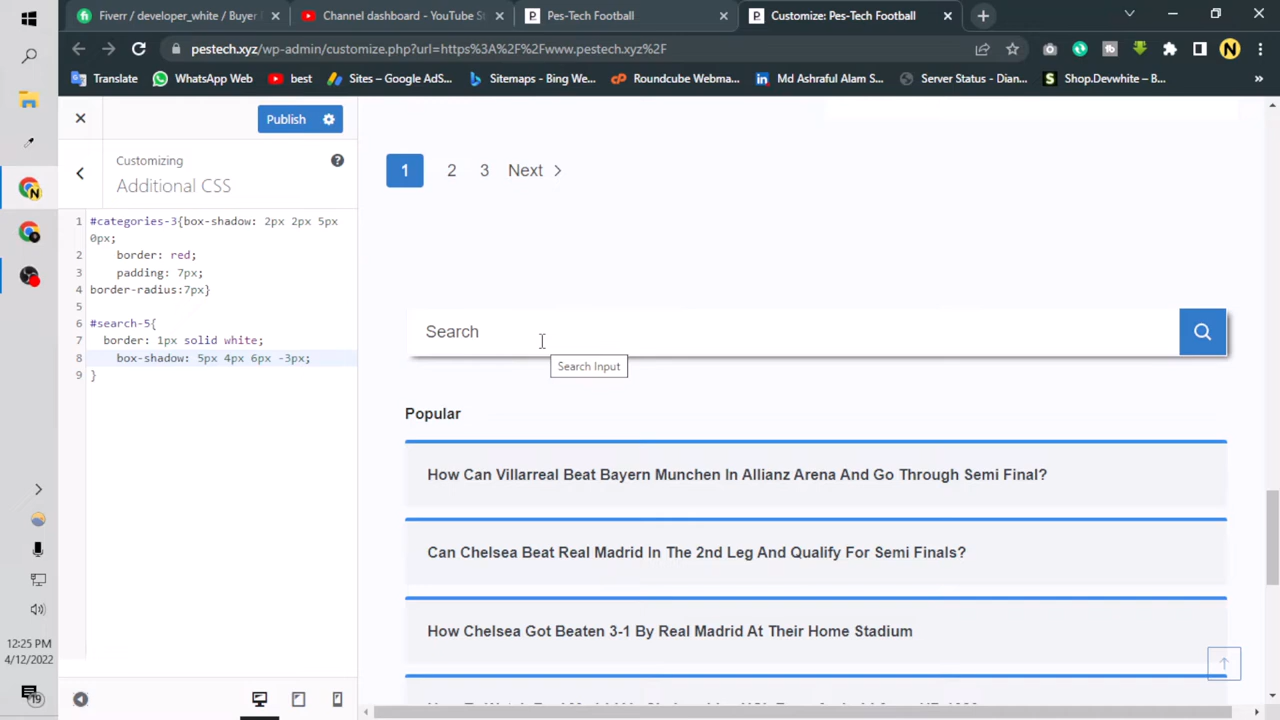 Fiverr / developer_white / Buyer
Channel dashboard - YouTube S
Pes-Tech Football
Customize: Pes-Tech Football
pestech.xyz/wp-admin/customize.php?url=https%3A%2F%2Fwww.pestech.xyz%2F
Translate
WhatsApp Web
best
Sites – Google AdS...
Sitemaps - Bing We...
Roundcube Webma...
Md Ashraful Alam S...
Server Status - Dian...
Shop.Devwhite – B...
»
Publish
Customizing
Additional CSS
1 #categories-3{box-shadow: 2px 2px 5px
0px;
2 border: red;
3 padding: 7px;
4 border-radius:7px}
5
6 #search-5{
7 border: 1px solid white;
8 box-shadow: 5px 4px 6px -3px;
9 }
1 2 3 Next
Search
Search Input
Popular
How Can Villarreal Beat Bayern Munchen In Allianz Arena And Go Through Semi Final?
Can Chelsea Beat Real Madrid In The 2nd Leg And Qualify For Semi Finals?
How Chelsea Got Beaten 3-1 By Real Madrid At Their Home Stadium
12:25 PM
4/12/2022
19